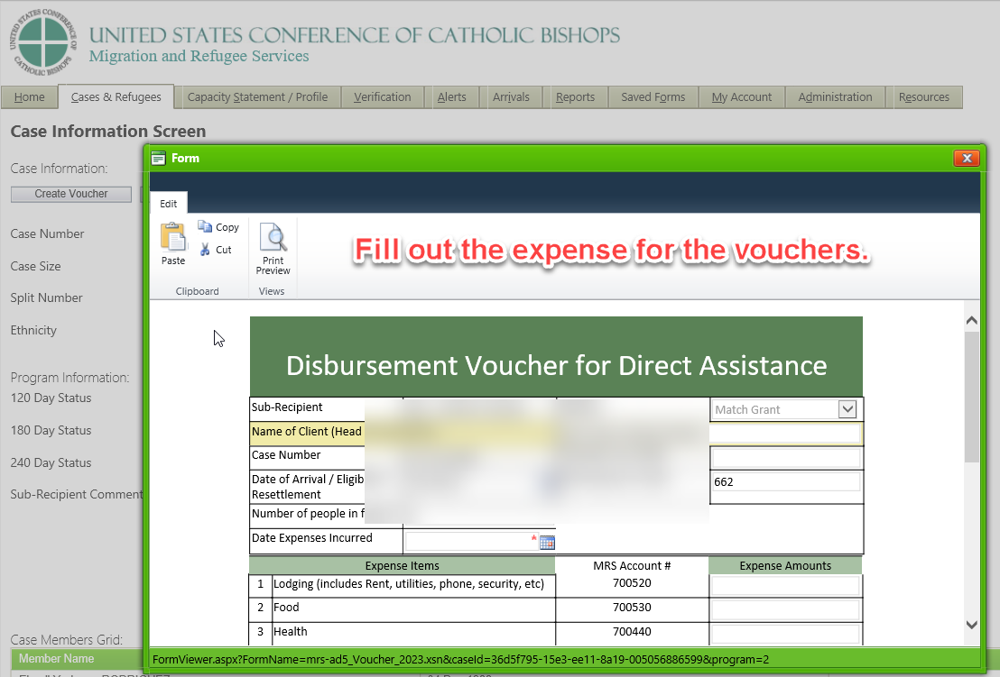 UNITED STATES CONFERENCE OF CATHOLIC BISHOPS
UNITED STATES CONFERENCE OF CATHOLIC BISHOPS
Migration and Refugee Services
Home Cases & Refugees Capacity Statement / Profile Verification Alerts Arrivals Reports Saved Forms My Account Administration Resources
Case Information Screen
Case Information:
Create Voucher
Case Number
Case Size
Split Number
Ethnicity
Program Information:
120 Day Status
180 Day Status
240 Day Status
Sub-Recipient Comment
Case Members Grid:
Member Name
Form
Edit
Paste
Copy
Cut
Clipboard
Print
Preview
Views
Fill out the expense for the vouchers.
Disbursement Voucher for Direct Assistance
Sub-Recipient Match Grant
Name of Client (Head
Case Number
Date of Arrival / Eligib 662
Resettlement
Number of people in f
Date Expenses Incurred *
Expense Items MRS Account # Expense Amounts
1 Lodging (includes Rent, utilities, phone, security, etc) 700520
2 Food 700530
3 Health 700440
FormViewer.aspx?FormName=mrs-ad5_Voucher_2023.xsn&caseId=36d5f795-15e3-ee11-8a19-005056886599&program=2